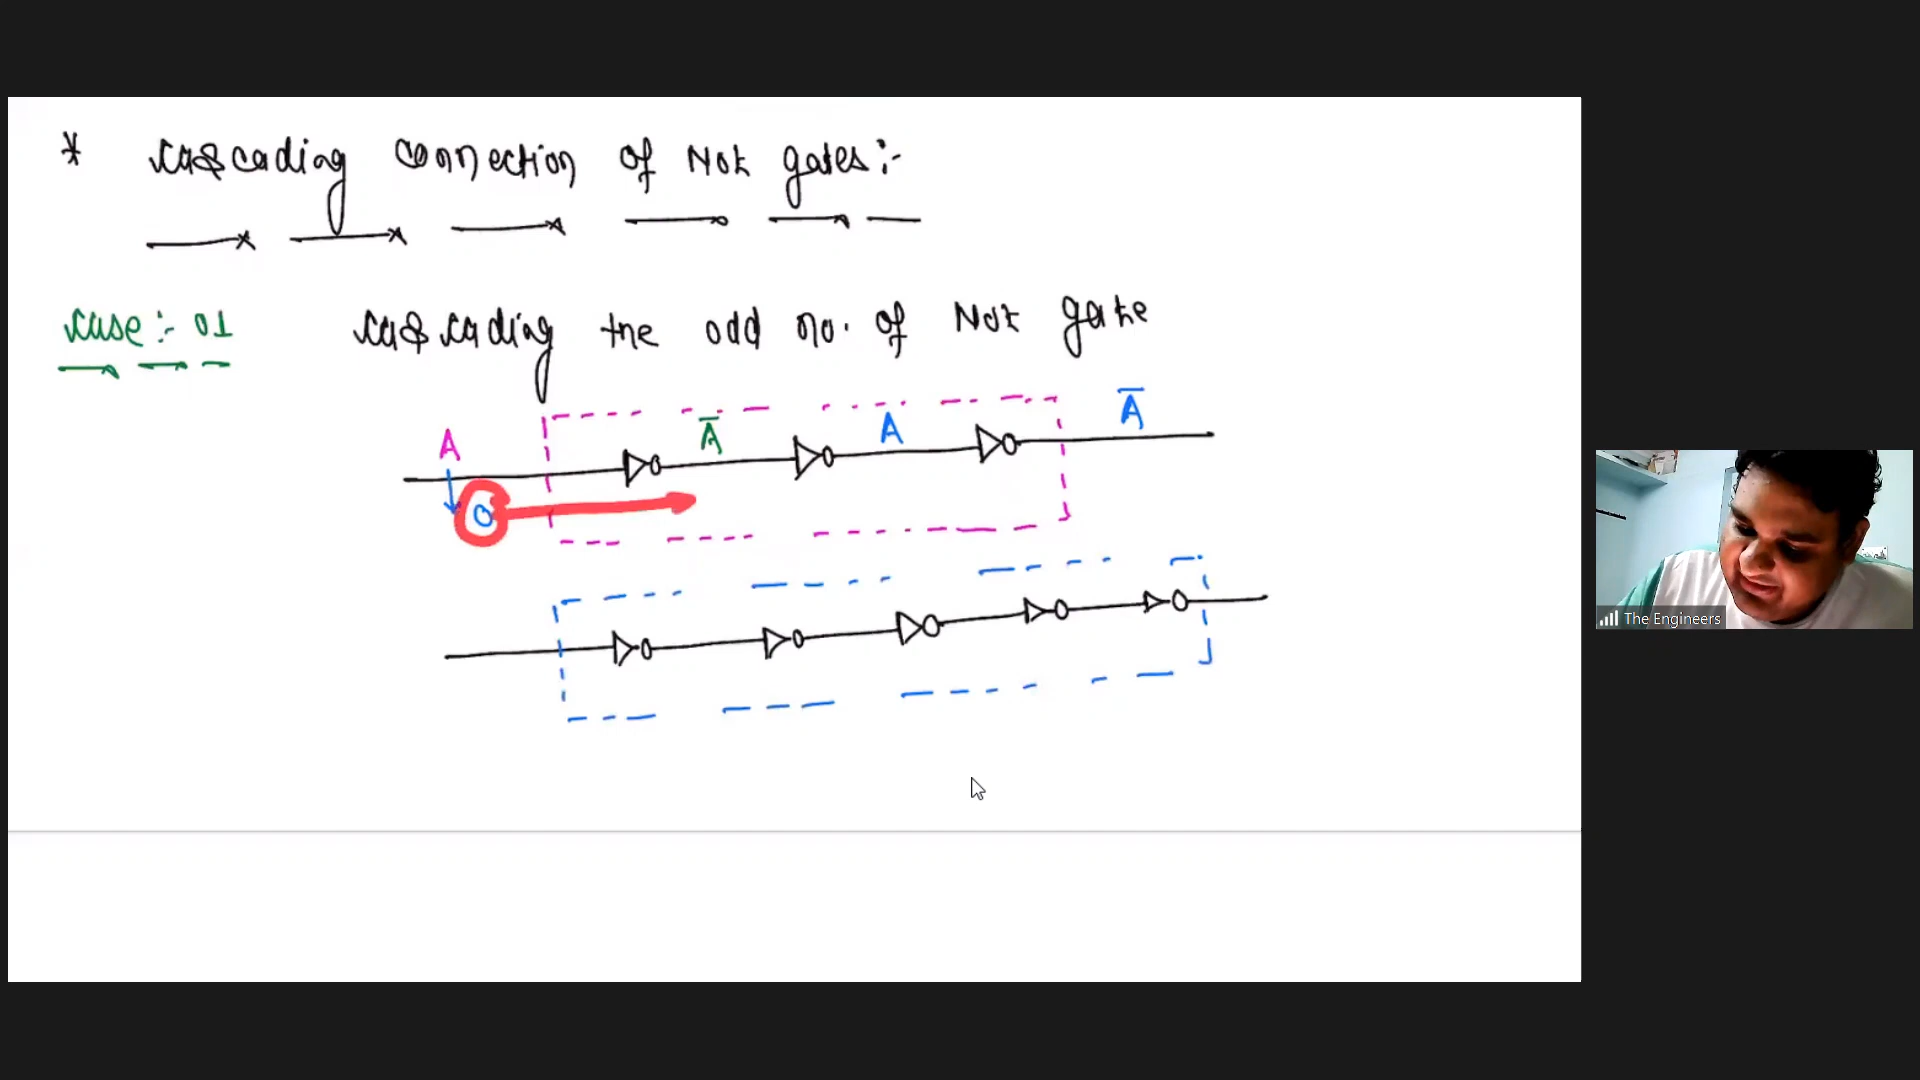 * Cascading connection of Not gates:-
Case:- 01 Cascading the odd no. of Not gate
A Ā A Ā
0
The Engineers